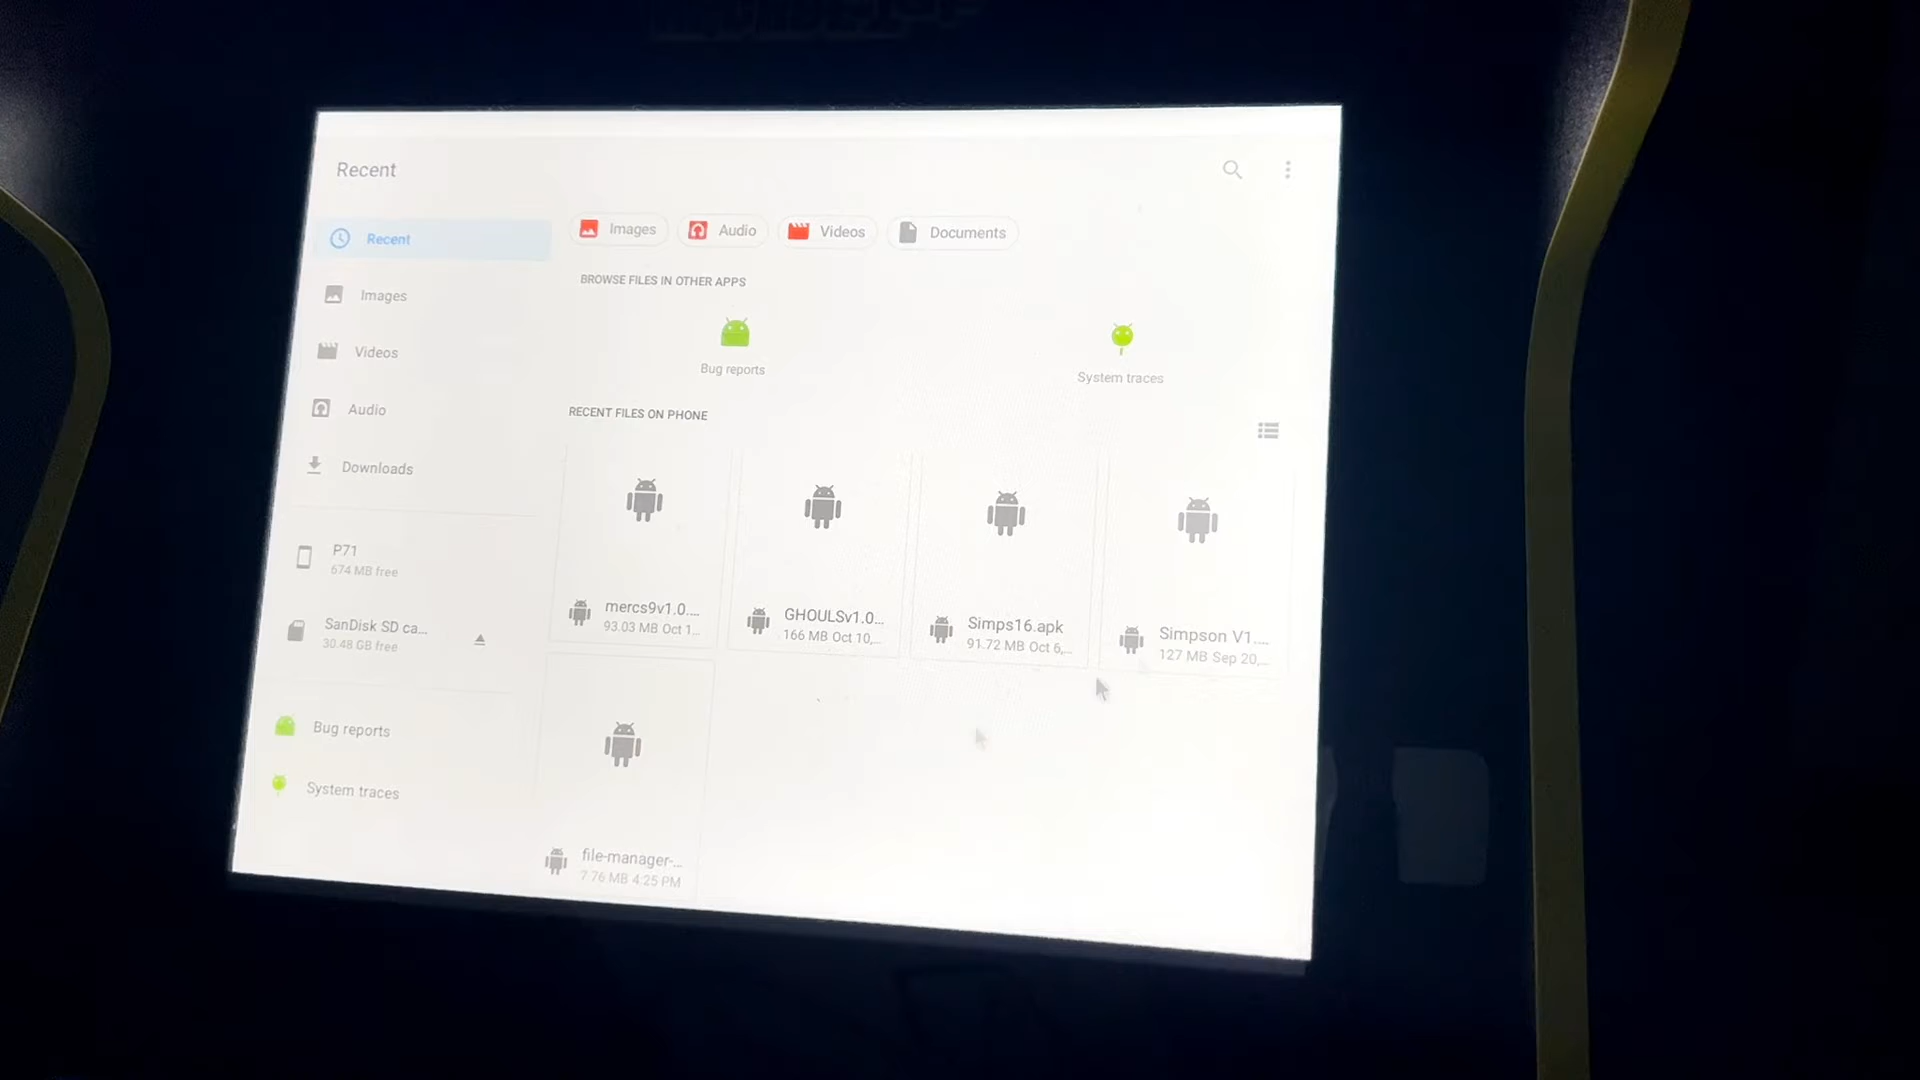 Recent
Recent
Images
Videos
Audio
Downloads
P71
674 MB free
SanDisk SD ca...
30.48 GB free
Bug reports
System traces
Images
Audio
Videos
Documents
BROWSE FILES IN OTHER APPS
Bug reports
System traces
RECENT FILES ON PHONE
mercs9v1.0....
93.03 MB Oct 1...
GHOULSv1.0...
166 MB Oct 10,...
Simps16.apk
91.72 MB Oct 6,...
Simpson V1....
127 MB Sep 20,...
file-manager-...
7.76 MB 4:25 PM